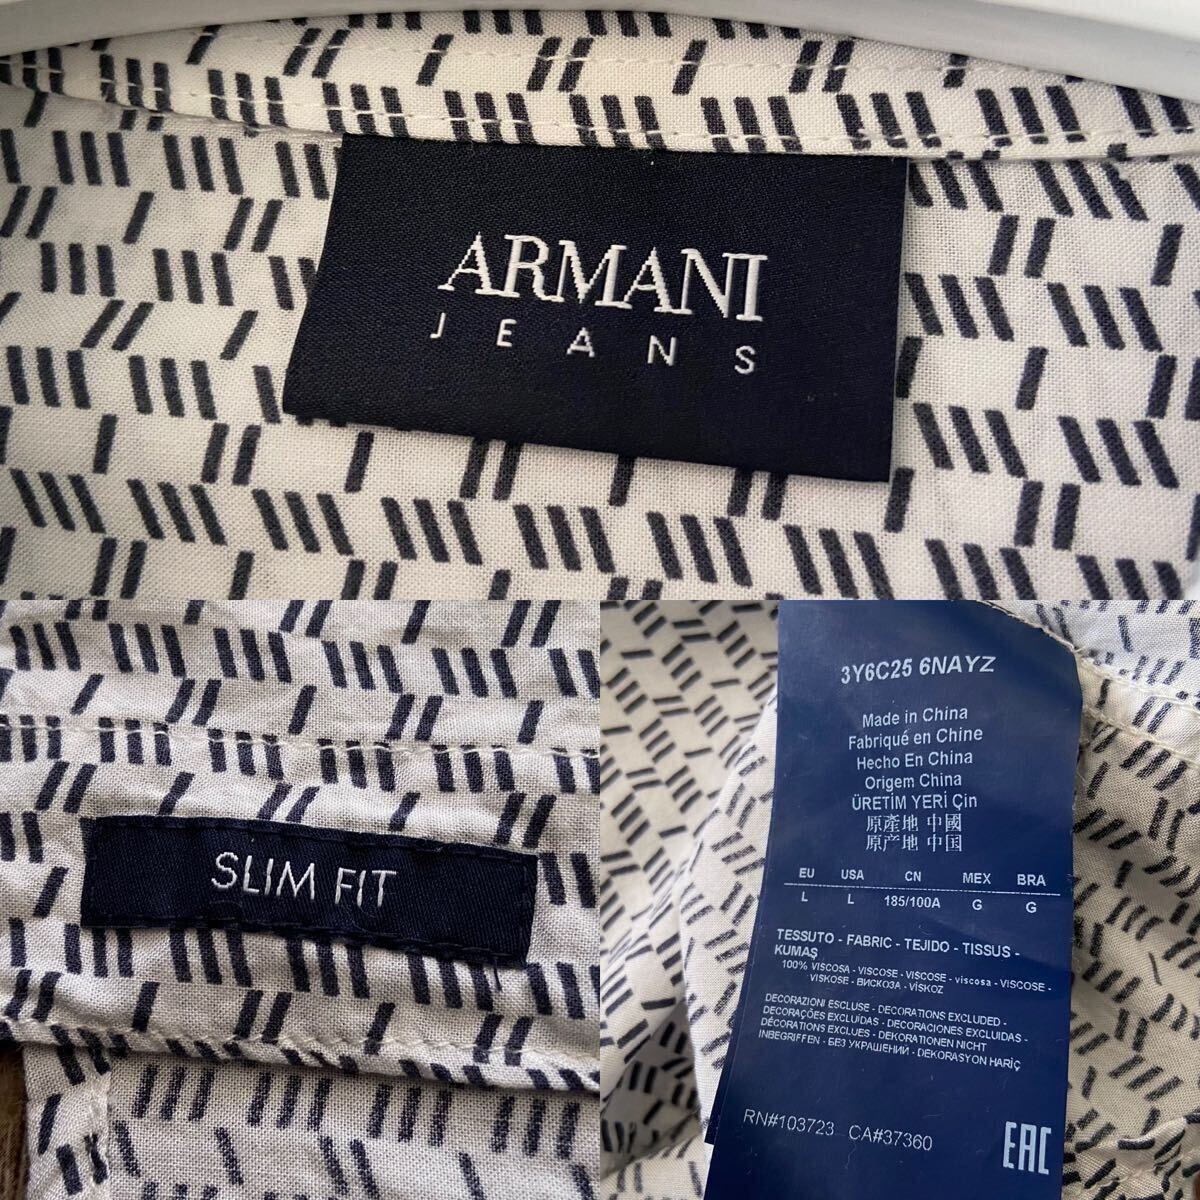 ARMANI
JEANS
SLIM FIT
3Y6C25 6NAYZ
Made in China
Fabriqué en Chine
Hecho En China
Origem China
ÜRETİM YERİ Çin
原產地 中國
原产地 中国
EU USA CN MEX BRA
L L 185/100A G G
TESSUTO - FABRIC - TEJIDO - TISSUS -
KUMAŞ
100% VISCOSA - VISCOSE - VISCOSE - viscosa - VISCOSE -
VISKOSE - ВИСКОЗА - VİSKOZ
DECORAZIONI ESCLUSE - DECORATIONS EXCLUDED -
DECORAÇÕES EXCLUÍDAS - DECORACIONES EXCLUIDAS -
DÉCORATIONS EXCLUES - DEKORATIONEN NICHT
INBEGRIFFEN - БЕЗ УКРАШЕНИЙ - DEKORASYON HARİÇ
RN#103723 CA#37360
EAC